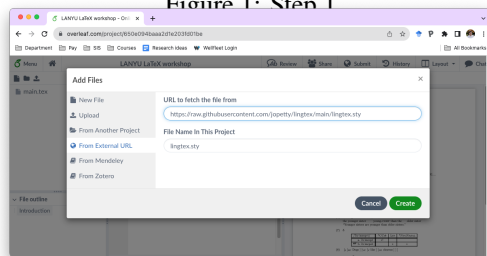 Figure 1: Step 1
LANYU LaTeX workshop - Onl
overleaf.com/project/650e094baaa2d1e203fd01be
Department Pay SIS Courses Research ideas Wellfleet Login All Bookmarks
Menu LANYU LaTeX workshop Review Share Submit History Layout Chat
main.tex
Add Files
New File
Upload
From Another Project
From External URL
From Mendeley
From Zotero
URL to fetch the file from
https://raw.githubusercontent.com/jopetty/lingtex/main/lingtex.sty
File Name In This Project
lingtex.sty
Cancel Create
File outline
Introduction